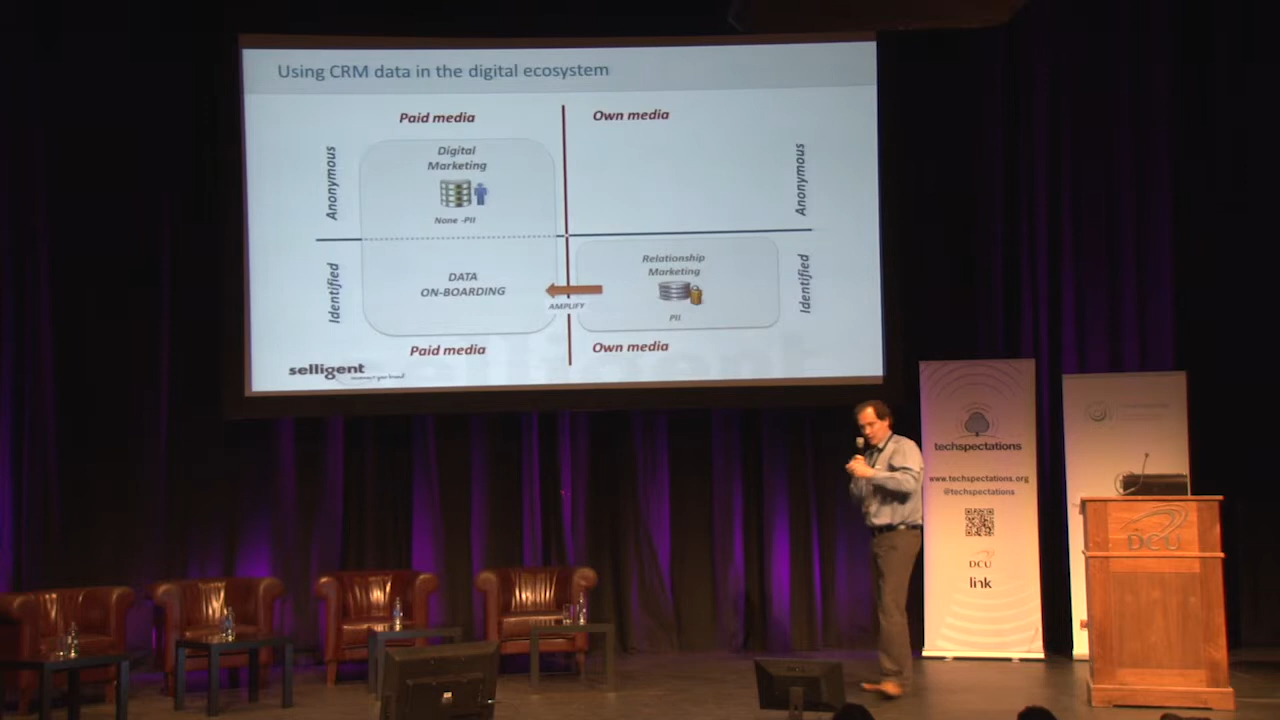 Using CRM data in the digital ecosystem
Paid media
Own media
Anonymous
Digital
Marketing
None -PII
Anonymous
Identified
DATA
ON-BOARDING
AMPLIFY
Relationship
Marketing
PII
Identified
Paid media
Own media
selligent
techspectations
www.techspectations.org
@techspectations
DCU
link
DCU